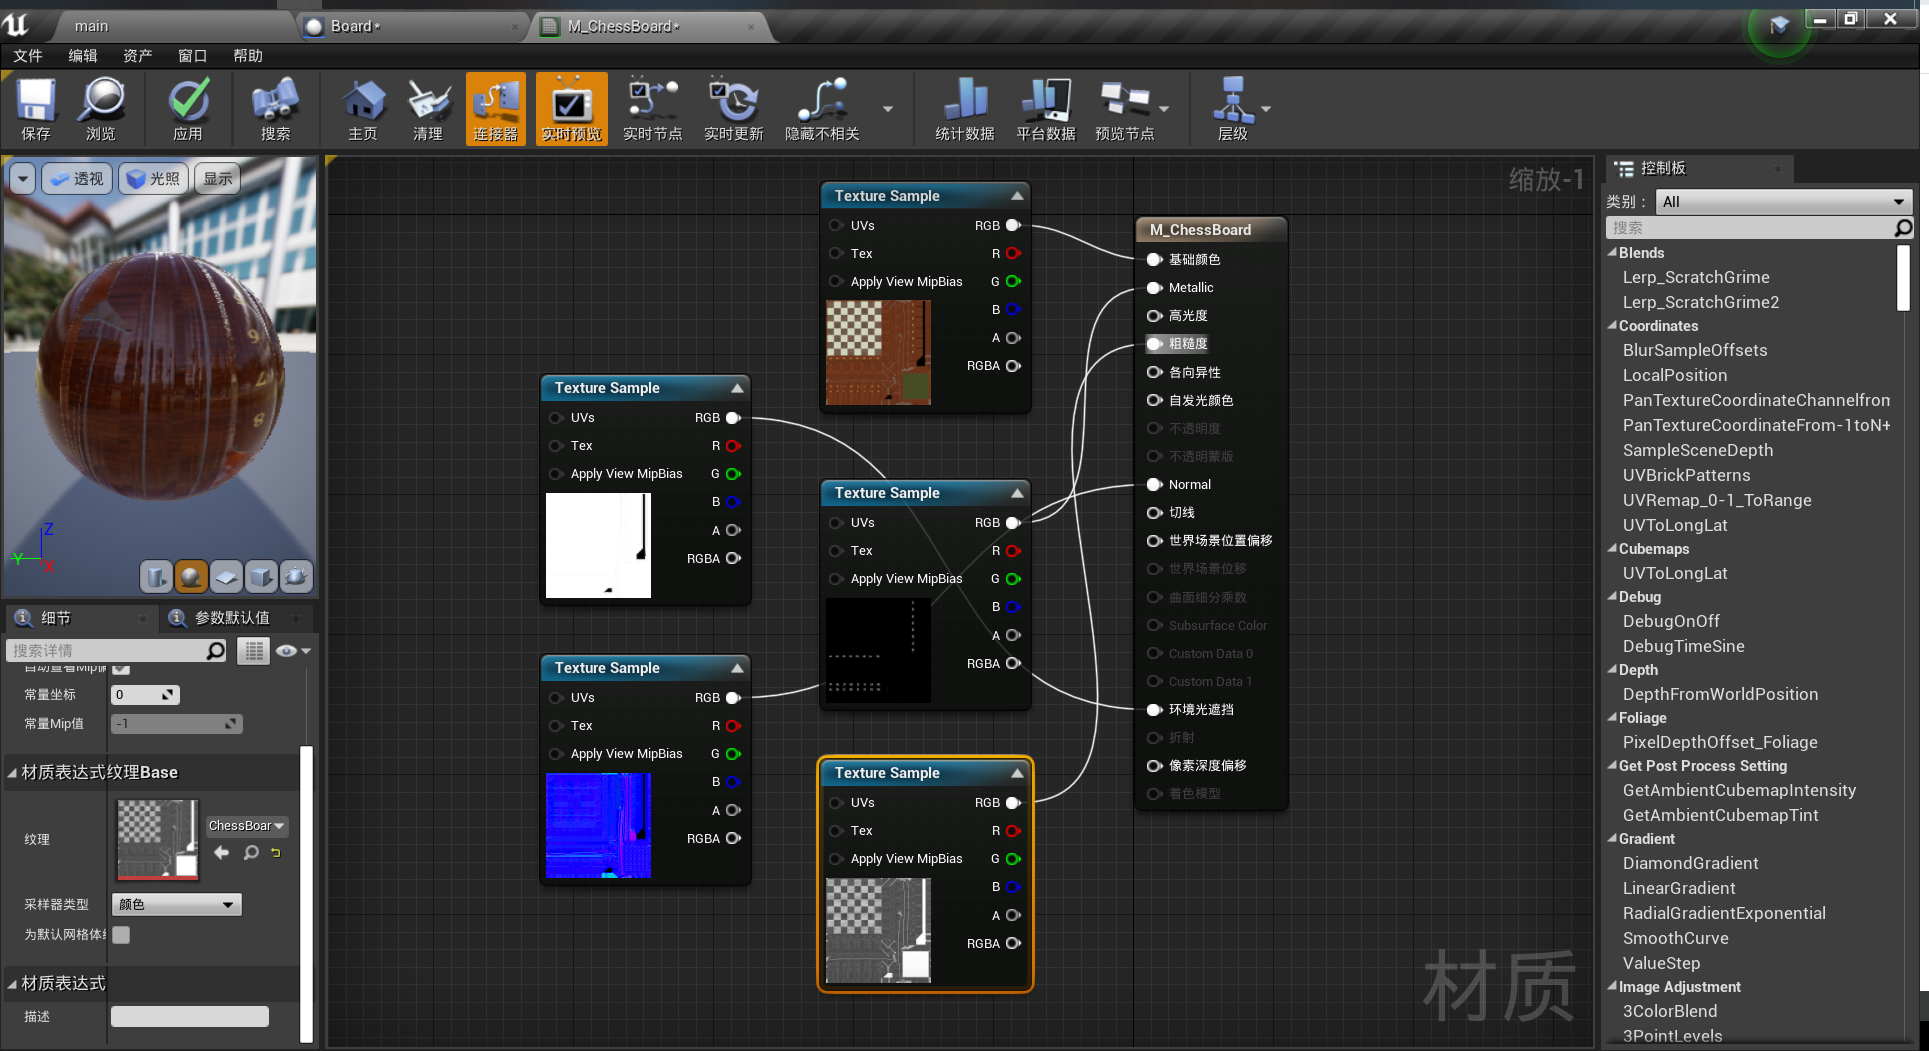 main
Board*
M_ChessBoard*
文件 编辑 资产 窗口 帮助
保存
浏览
应用
搜索
主页
清理
连接器
实时预览
实时节点
实时更新
隐藏不相关
统计数据
平台数据
预览节点
层级
透视
光照
显示
Z
Y
X
细节
参数默认值
搜索详情
常量坐标
0
常量Mip值
-1
材质表达式纹理Base
纹理
ChessBoar
采样器类型
颜色
为默认网格体
材质表达式
描述
缩放-1
Texture Sample
UVs RGB
Tex R
Apply View MipBias G
B
A
RGBA
Texture Sample
UVs RGB
Tex R
Apply View MipBias G
B
A
RGBA
Texture Sample
UVs RGB
Tex R
Apply View MipBias G
B
A
RGBA
Texture Sample
UVs RGB
Tex R
Apply View MipBias G
B
A
RGBA
Texture Sample
UVs RGB
Tex R
Apply View MipBias G
B
A
RGBA
M_ChessBoard
基础颜色
Metallic
高光度
粗糙度
各向异性
自发光颜色
不透明度
不透明蒙版
Normal
切线
世界场景位置偏移
世界场景位移
曲面细分乘数
Subsurface Color
Custom Data 0
Custom Data 1
环境光遮挡
折射
像素深度偏移
着色模型
材质
控制板
类别： All
搜索
Blends
Lerp_ScratchGrime
Lerp_ScratchGrime2
Coordinates
BlurSampleOffsets
LocalPosition
PanTextureCoordinateChannelfron
PanTextureCoordinateFrom-1toN+
SampleSceneDepth
UVBrickPatterns
UVRemap_0-1_ToRange
UVToLongLat
Cubemaps
UVToLongLat
Debug
DebugOnOff
DebugTimeSine
Depth
DepthFromWorldPosition
Foliage
PixelDepthOffset_Foliage
Get Post Process Setting
GetAmbientCubemapIntensity
GetAmbientCubemapTint
Gradient
DiamondGradient
LinearGradient
RadialGradientExponential
SmoothCurve
ValueStep
Image Adjustment
3ColorBlend
3PointLevels